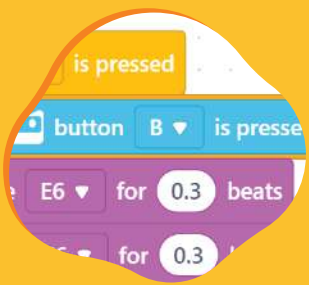 is pressed
button B ▼ is presse
E6 ▼ for 0.3 beats
for 0.3